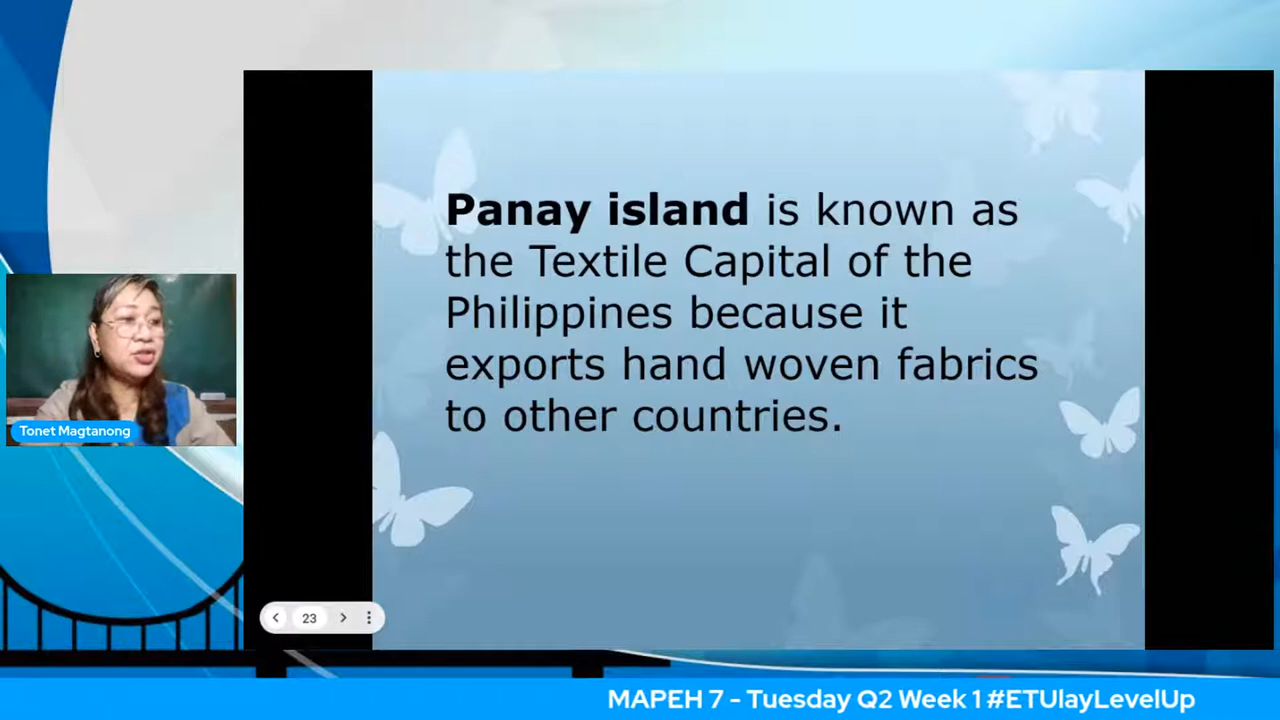 Panay island is known as
the Textile Capital of the
Philippines because it
exports hand woven fabrics
to other countries.
Tonet Magtanong
23
MAPEH 7 - Tuesday Q2 Week 1 #ETUlayLevelUp